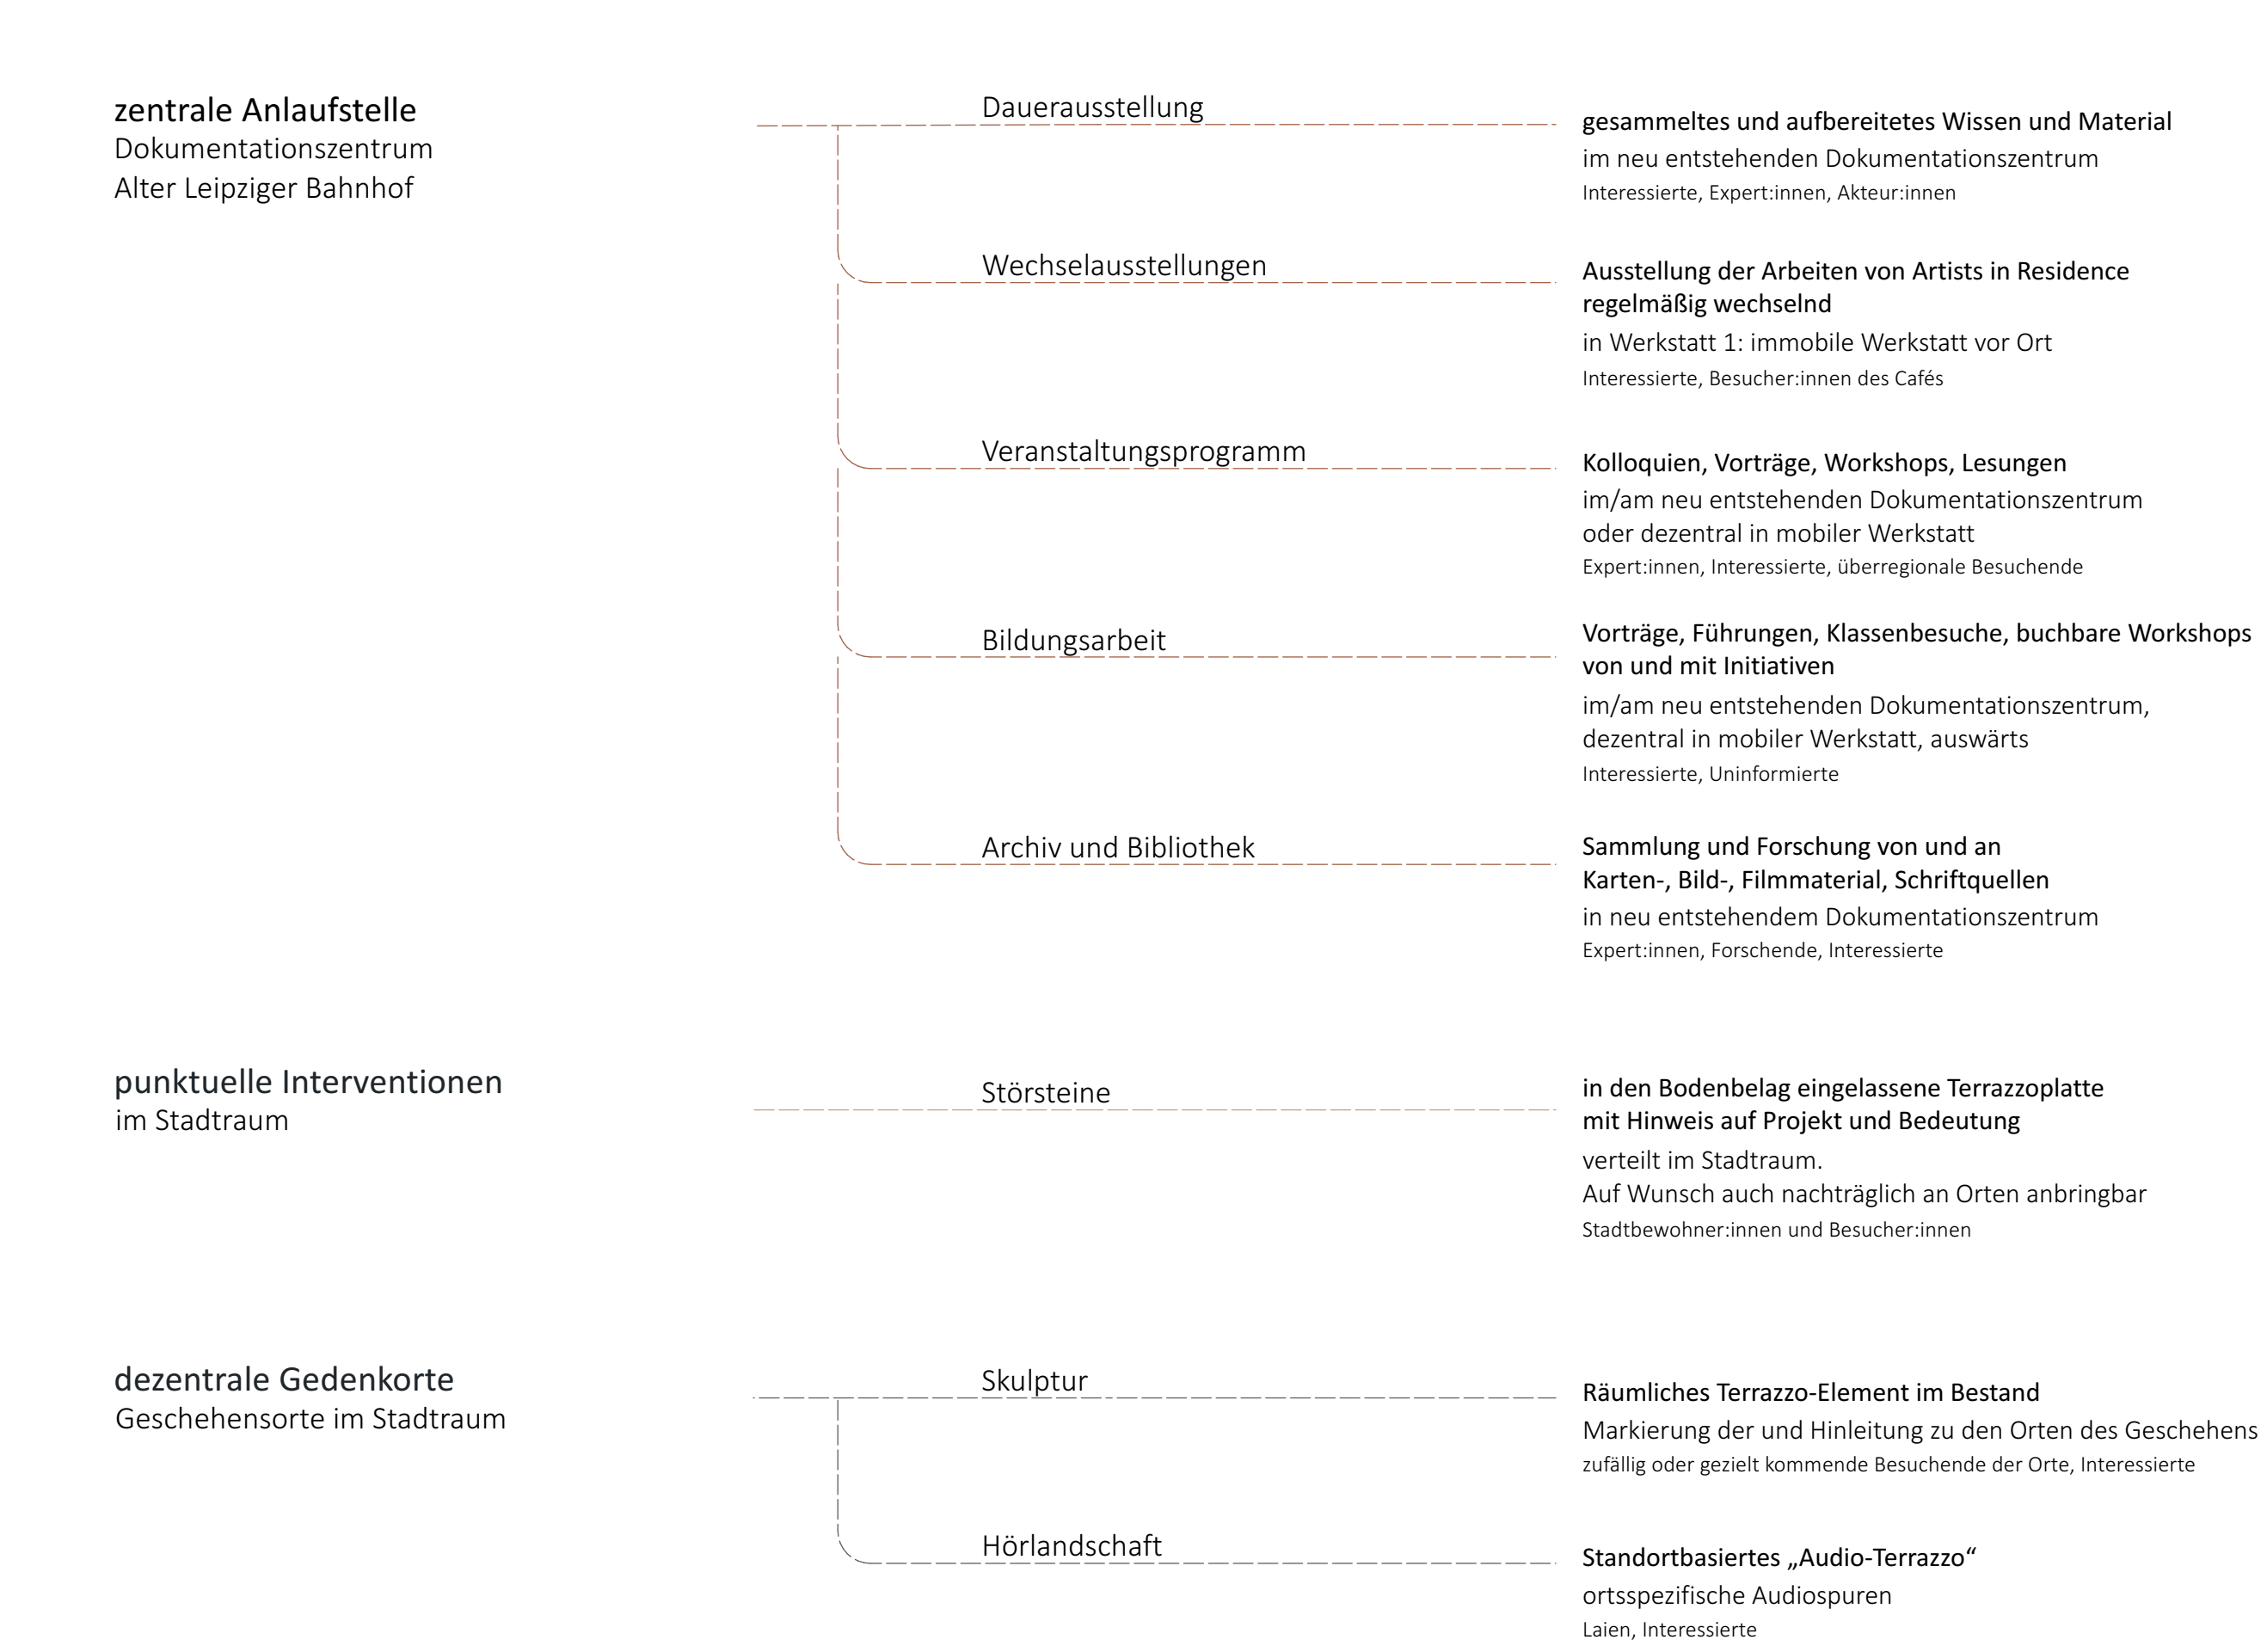 zentrale Anlaufstelle
Dokumentationszentrum
Alter Leipziger Bahnhof
Dauerausstellung
gesammeltes und aufbereitetes Wissen und Material
im neu entstehenden Dokumentationszentrum
Interessierte, Expert:innen, Akteur:innen
Wechselausstellungen
Ausstellung der Arbeiten von Artists in Residence
regelmäßig wechselnd
in Werkstatt 1: immobile Werkstatt vor Ort
Interessierte, Besucher:innen des Cafés
Veranstaltungsprogramm
Kolloquien, Vorträge, Workshops, Lesungen
im/am neu entstehenden Dokumentationszentrum
oder dezentral in mobiler Werkstatt
Expert:innen, Interessierte, überregionale Besuchende
Bildungsarbeit
Vorträge, Führungen, Klassenbesuche, buchbare Workshops
von und mit Initiativen
im/am neu entstehenden Dokumentationszentrum,
dezentral in mobiler Werkstatt, auswärts
Interessierte, Uninformierte
Archiv und Bibliothek
Sammlung und Forschung von und an
Karten-, Bild-, Filmmaterial, Schriftquellen
in neu entstehendem Dokumentationszentrum
Expert:innen, Forschende, Interessierte
punktuelle Interventionen
im Stadtraum
Störsteine
in den Bodenbelag eingelassene Terrazzoplatte
mit Hinweis auf Projekt und Bedeutung
verteilt im Stadtraum.
Auf Wunsch auch nachträglich an Orten anbringbar
Stadtbewohner:innen und Besucher:innen
dezentrale Gedenkorte
Geschehensorte im Stadtraum
Skulptur
Räumliches Terrazzo-Element im Bestand
Markierung der und Hinleitung zu den Orten des Geschehens
zufällig oder gezielt kommende Besuchende der Orte, Interessierte
Hörlandschaft
Standortbasiertes „Audio-Terrazzo“
ortsspezifische Audiospuren
Laien, Interessierte